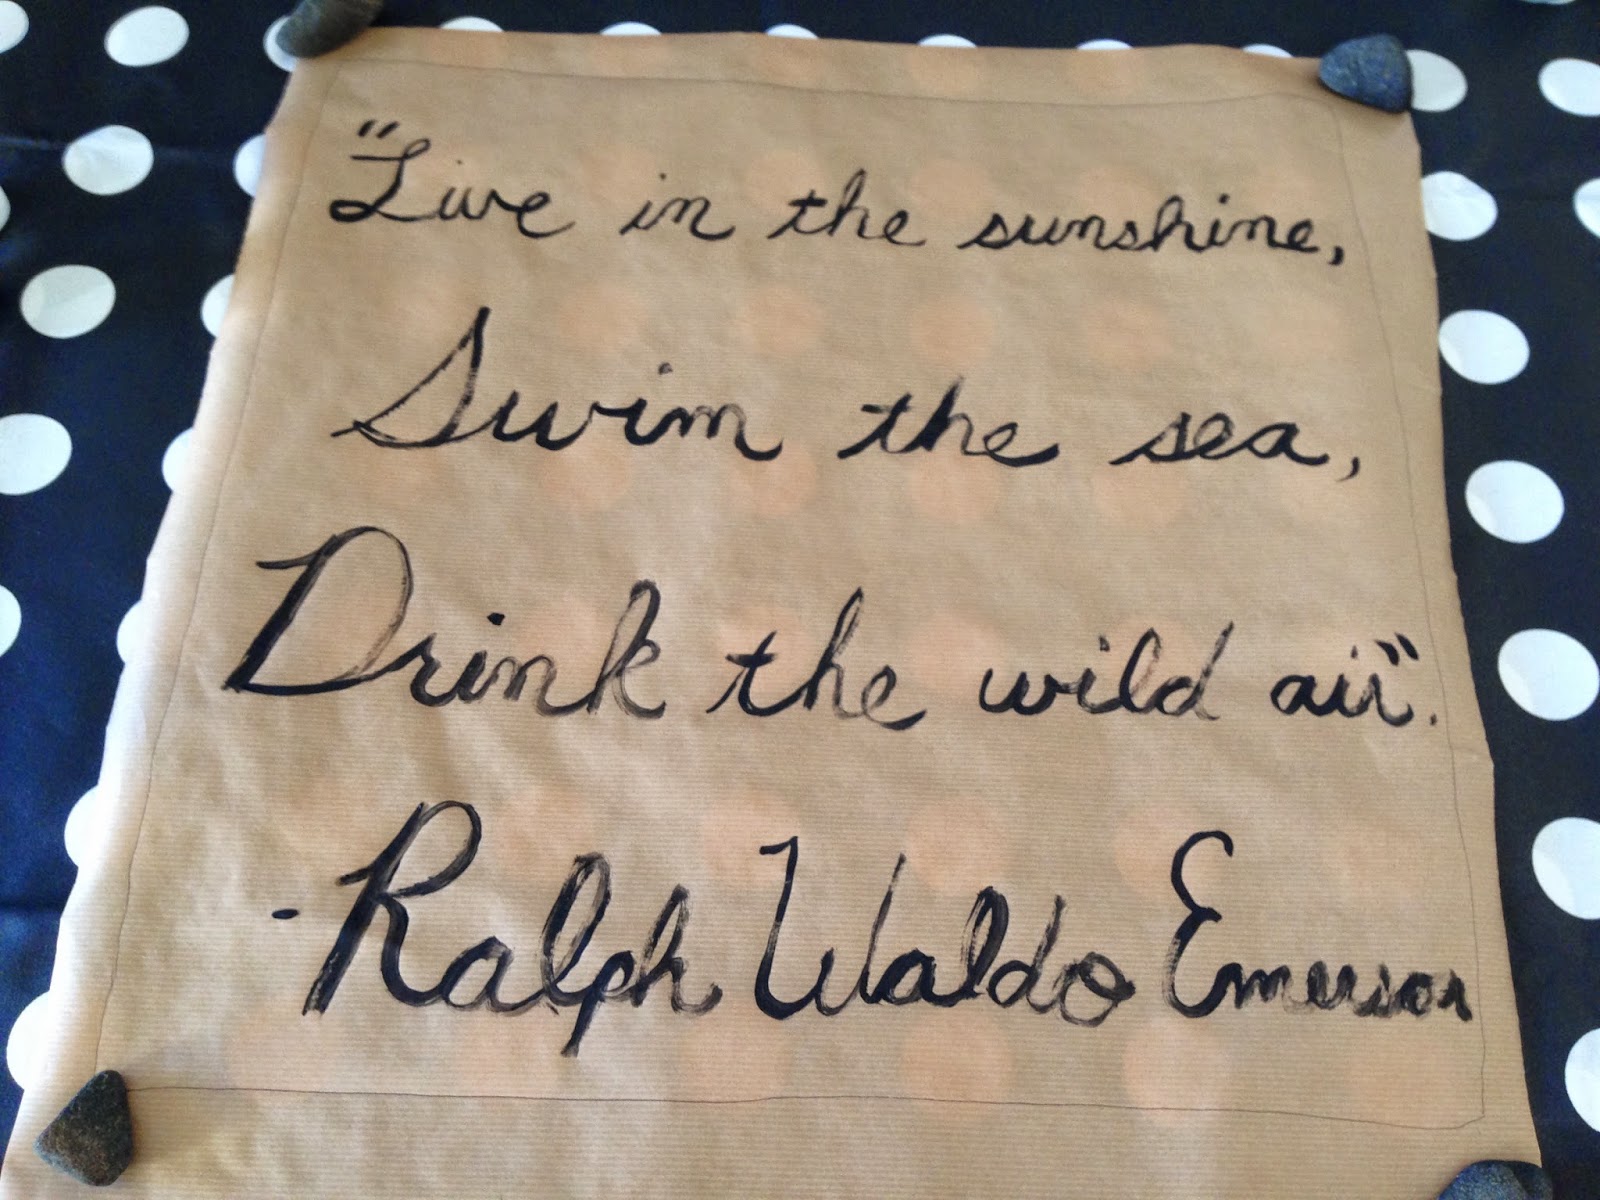 "Live in the sunshine,
Swim the sea,
Drink the wild air".
- Ralph Waldo Emerson